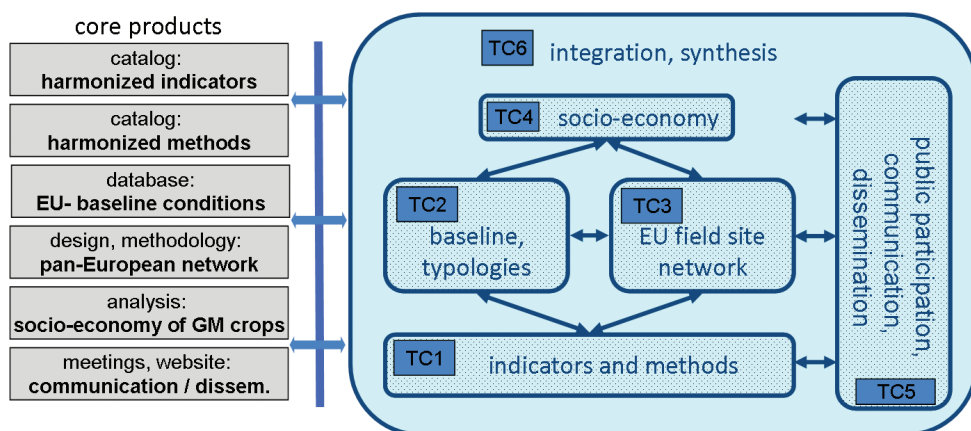 core products
catalog:
harmonized indicators
catalog:
harmonized methods
database:
EU- baseline conditions
design, methodology:
pan-European network
analysis:
socio-economy of GM crops
meetings, website:
communication / dissem.
TC6
integration, synthesis
TC4
socio-economy
TC2
baseline,
typologies
TC3
EU field site
network
TC1
indicators and methods
public participation,
communication,
dissemination
TC5